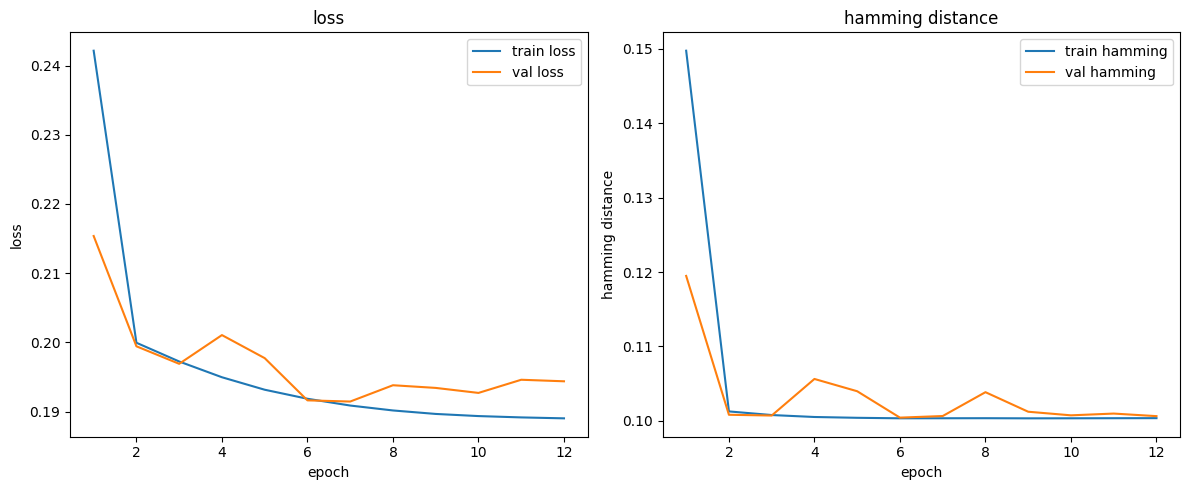 loss
train loss
val loss
0.24
0.23
0.22
0.21
0.20
0.19
loss
2 4 6 8 10 12
epoch
hamming distance
train hamming
val hamming
0.15
0.14
0.13
0.12
0.11
0.10
hamming distance
2 4 6 8 10 12
epoch